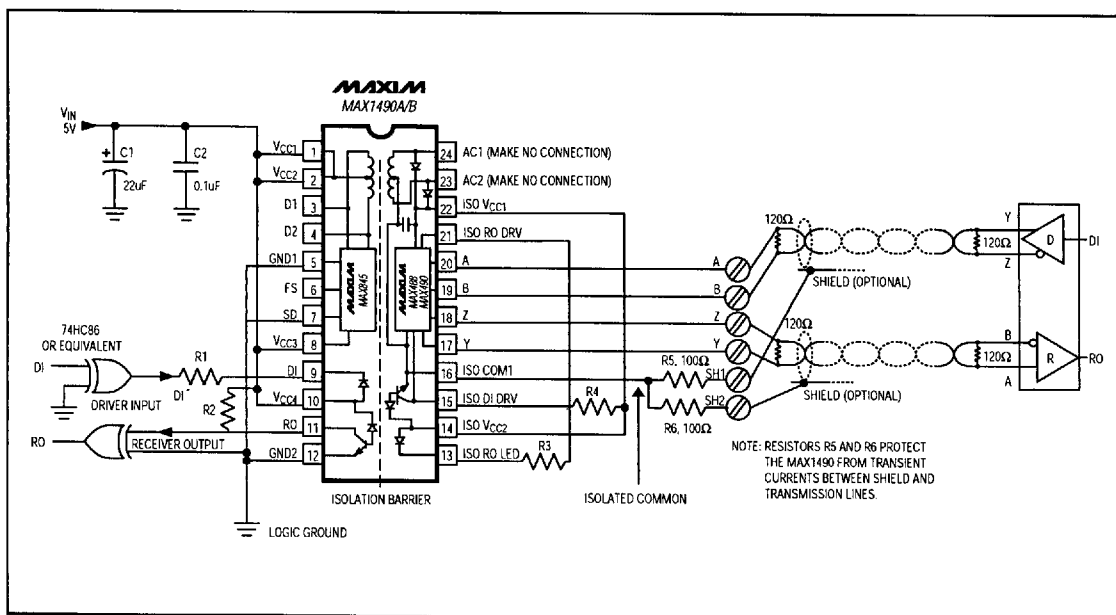 MAXIM
MAX1490A/B
VIN
5V
C1
22uF
C2
0.1uF
VCC1
VCC2
D1
D2
GND1
FS
SD
VCC3
DI
VCC4
RO
GND2
1
2
3
4
5
6
7
8
9
10
11
12
MAXIM
MAX845
MAXIM
MAX488
MAX490
24
23
22
21
20
19
18
17
16
15
14
13
AC1 (MAKE NO CONNECTION)
AC2 (MAKE NO CONNECTION)
ISO VCC1
ISO RO DRV
A
B
Z
Y
ISO COM1
ISO DI DRV
ISO VCC2
ISO RO LED
ISOLATION BARRIER
74HC86
OR EQUIVALENT
DI
DRIVER INPUT
R1
DI'
R2
RO
RECEIVER OUTPUT
LOGIC GROUND
R3
R4
ISOLATED COMMON
R5, 100Ω
R6, 100Ω
A
B
Z
Y
SH1
SH2
120Ω
120Ω
SHIELD (OPTIONAL)
Y
Z
D
DI
120Ω
120Ω
SHIELD (OPTIONAL)
B
A
R
RO
NOTE: RESISTORS R5 AND R6 PROTECT
THE MAX1490 FROM TRANSIENT
CURRENTS BETWEEN SHIELD AND
TRANSMISSION LINES.